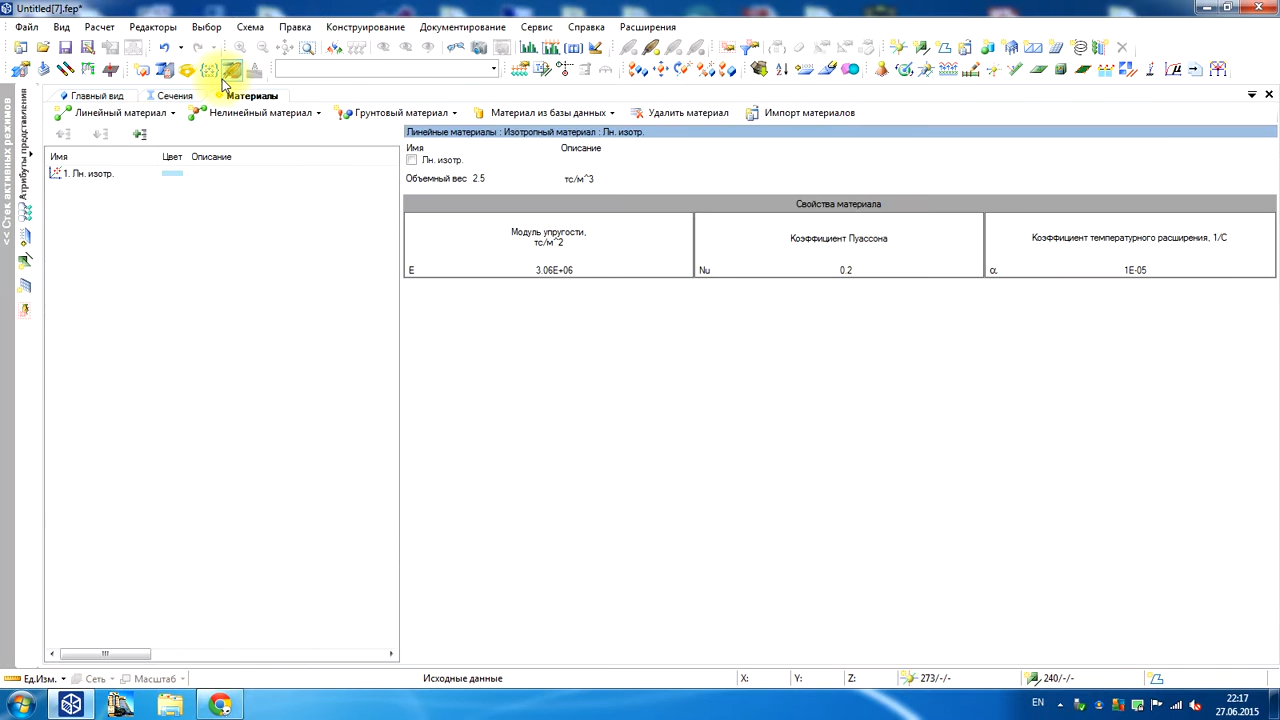 Untitled[7].fep*
Файл Вид Расчет Редакторы Выбор Схема Правка Конструирование Документирование Сервис Справка Расширения
Главный вид Сечения Материалы
Линейный материал Нелинейный материал Грунтовый материал Материал из базы данных Удалить материал Импорт материалов
<< Стек активных режимов
Атрибуты представл
Имя Цвет Описание
1. Лн. изотр.
Линейные материалы : Изотропный материал : Лн. изотр.
Имя Описание
Лн. изотр.
Объемный вес 2.5 тс/м^3
Свойства материала
Модуль упругости,
тс/м^2
Коэффициент Пуассона
Коэффициент температурного расширения, 1/С
E 3.06E+06 Nu 0.2 α 1E-05
Ед.Изм. Сеть Масштаб Исходные данные X: Y: Z: 273/-/- 240/-/-
EN
22:17
27.06.2015